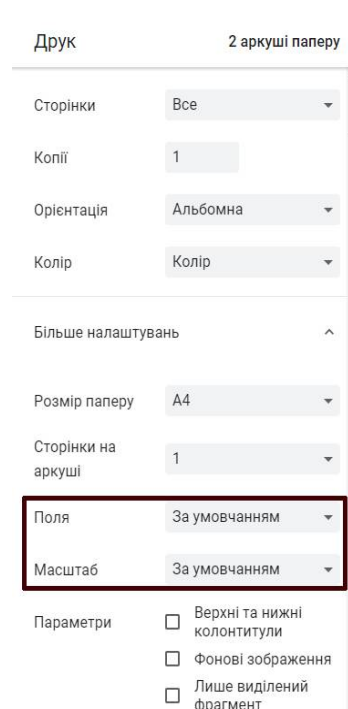 Друк 2 аркуші паперу
Сторінки Все
Копії 1
Орієнтація Альбомна
Колір Колір
Більше налаштувань
Розмір паперу A4
Сторінки на
аркуші 1
Поля За умовчанням
Масштаб За умовчанням
Параметри Верхні та нижні
колонтитули
Фонові зображення
Лише виділений
фрагмент